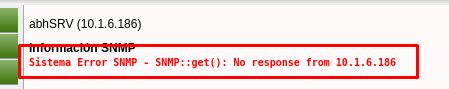 abhSRV (10.1.6.186)
Información SNMP
Sistema Error SNMP - SNMP::get(): No response from 10.1.6.186